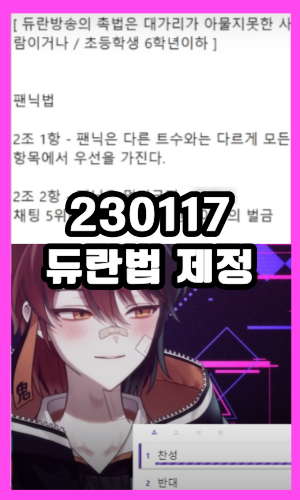 [ 듀란방송의 촉법은 대가리가 아물지못한 사
람이거나 / 초등학생 6학년이하 ]
팬닉법
2조 1항 - 팬닉은 다른 트수와는 다르게 모든
항목에서 우선을 가진다.
2조 2항
채팅 5위 의 벌금
230117
듀란법 제정
鬼
1 찬성
2 반대